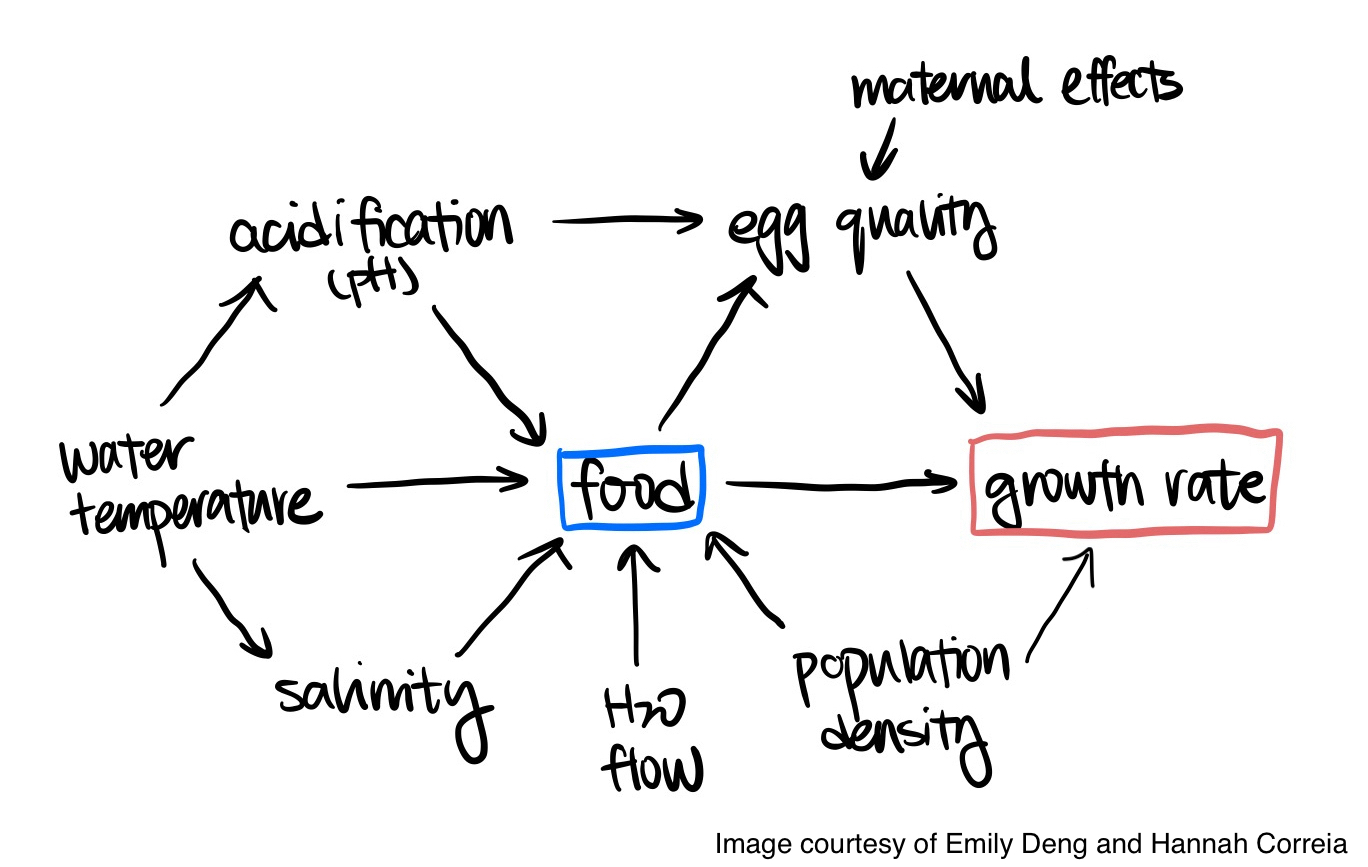 maternal effects
acidification
(pH)
egg quality
water
temperature
food
growth rate
salinity
H2O
flow
population
density
Image courtesy of Emily Deng and Hannah Correia